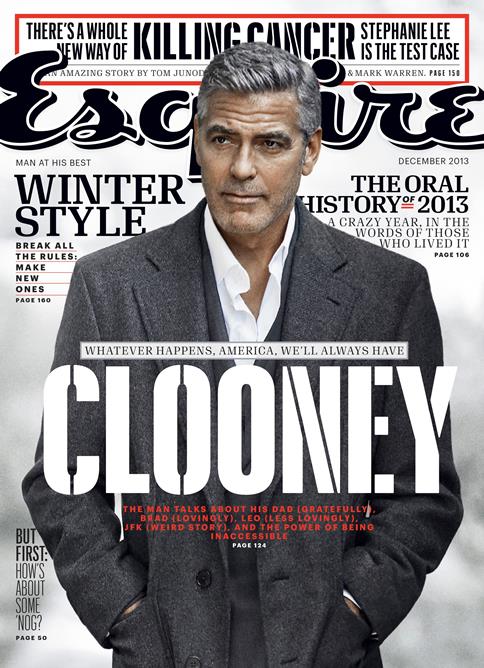 THERE'S A WHOLE
NEW WAY OF
KILLING CANCER
STEPHANIE LEE
IS THE TEST CASE
AN AMAZING STORY BY TOM JUNOD
& MARK WARREN. PAGE 150
Esquire
MAN AT HIS BEST
DECEMBER 2013
WINTER
STYLE
BREAK ALL
THE RULES:
MAKE
NEW
ONES
PAGE 160
THE ORAL
HISTORY OF 2013
A CRAZY YEAR, IN THE
WORDS OF THOSE
WHO LIVED IT
PAGE 106
WHATEVER HAPPENS, AMERICA, WE'LL ALWAYS HAVE
CLOONEY
THE MAN TALKS ABOUT HIS DAD (GRATEFULLY),
BRAD (LOVINGLY), LEO (LESS LOVINGLY),
JFK (WEIRD STORY), AND THE POWER OF BEING
INACCESSIBLE
PAGE 124
BUT
FIRST:
HOW'S
ABOUT
SOME
'NOG?
PAGE 50